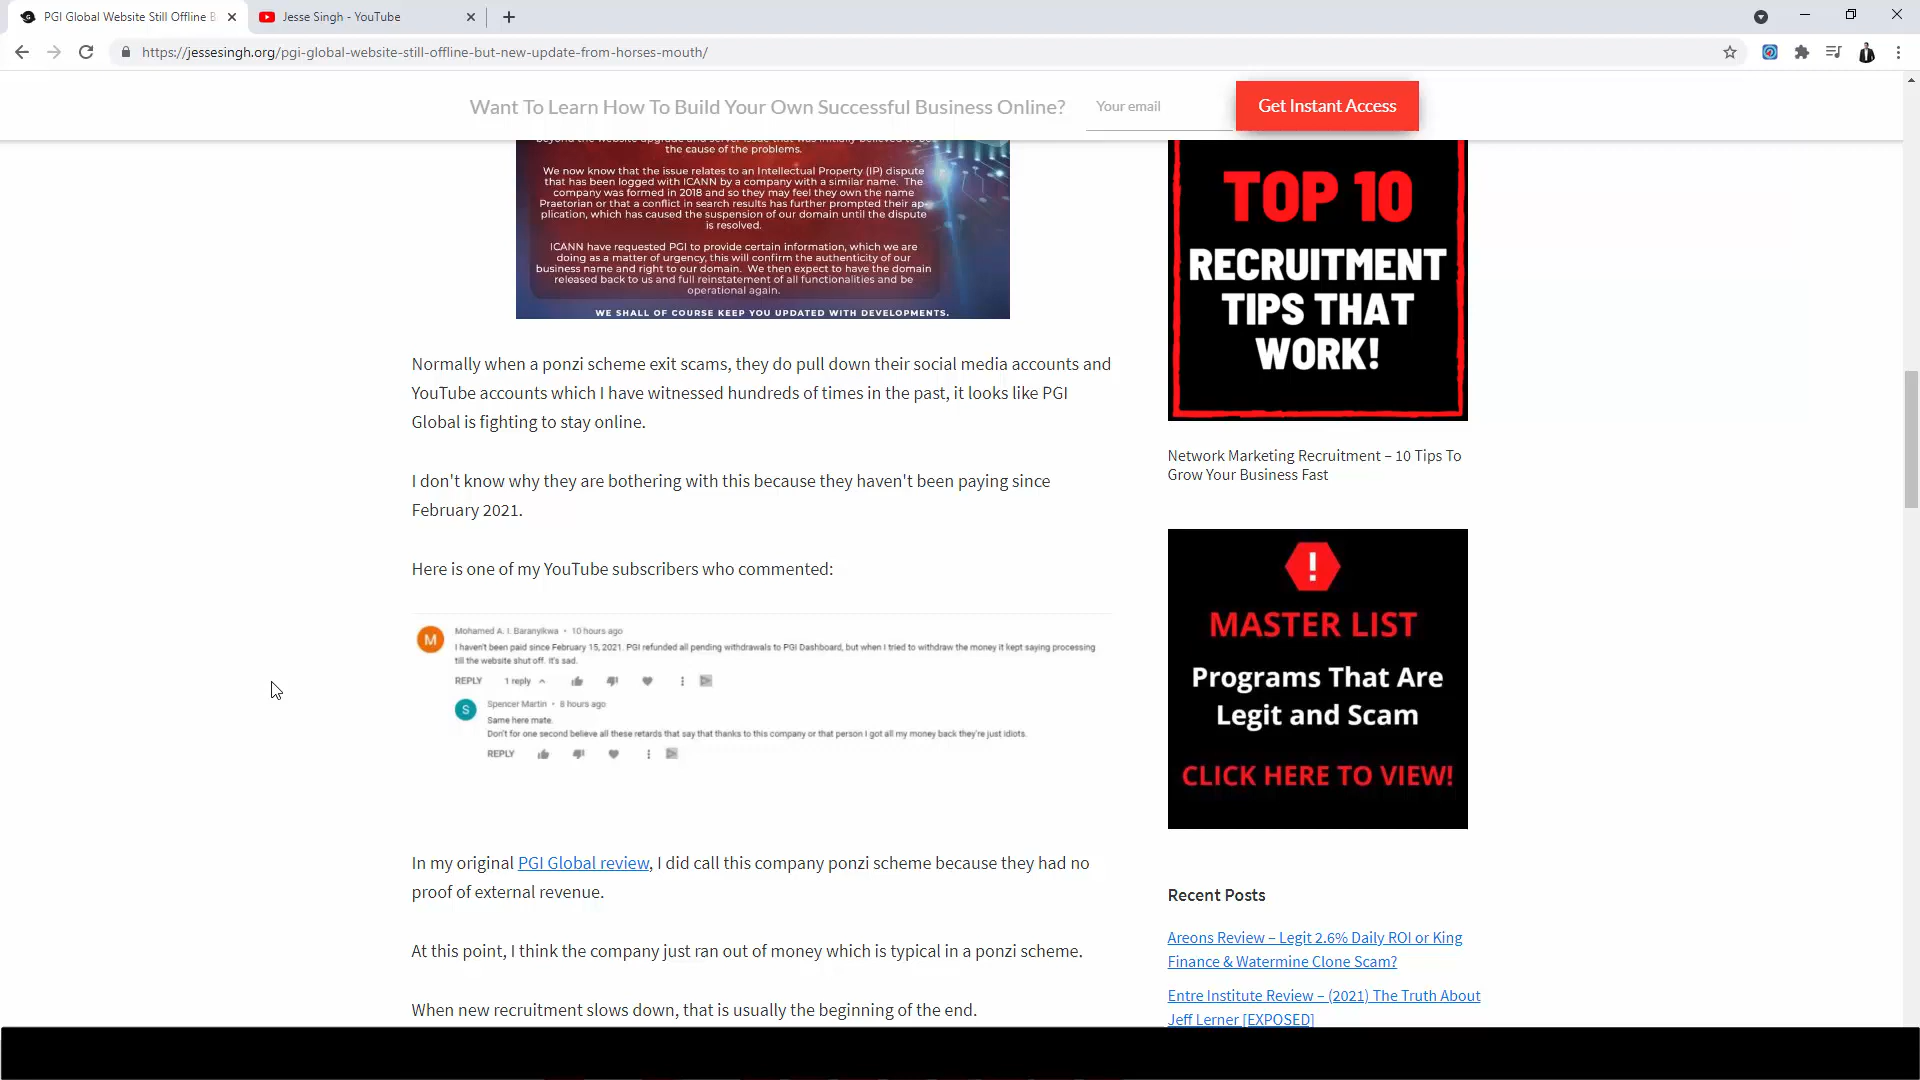 PGI Global Website Still Offline B
Jesse Singh - YouTube
https://jessesingh.org/pgi-global-website-still-offline-but-new-update-from-horses-mouth/
Want To Learn How To Build Your Own Successful Business Online?
Your email
Get Instant Access
beyond the website upgrade and server issue that was initially believed to be
the cause of the problems.
We now know that the issue relates to an Intellectual Property (IP) dispute
that has been logged with ICANN by a company with a similar name. The
company was formed in 2018 and so they may feel they own the name
Praetorian or that a conflict in search results has further prompted their ap-
plication, which has caused the suspension of our domain until the dispute
is resolved.
ICANN have requested PGI to provide certain information, which we are
doing as a matter of urgency, this will confirm the authenticity of our
business name and right to our domain. We then expect to have the domain
released back to us and full reinstatement of all functionalities and be
operational again.
WE SHALL OF COURSE KEEP YOU UPDATED WITH DEVELOPMENTS.
Normally when a ponzi scheme exit scams, they do pull down their social media accounts and
YouTube accounts which I have witnessed hundreds of times in the past, it looks like PGI
Global is fighting to stay online.
I don't know why they are bothering with this because they haven't been paying since
February 2021.
Here is one of my YouTube subscribers who commented:
M
Mohamed A. I. Baranyikwa • 10 hours ago
I haven't been paid since February 15, 2021. PGI refunded all pending withdrawals to PGI Dashboard, but when I tried to withdraw the money it kept saying processing
till the website shut off. It's sad.
REPLY 1 reply
S
Spencer Martin • 8 hours ago
Same here mate.
Don't for one second believe all these retards that say that thanks to this company or that person I got all my money back they're just idiots.
REPLY
In my original PGI Global review, I did call this company ponzi scheme because they had no
proof of external revenue.
At this point, I think the company just ran out of money which is typical in a ponzi scheme.
When new recruitment slows down, that is usually the beginning of the end.
TOP 10
RECRUITMENT
TIPS THAT
WORK!
Network Marketing Recruitment – 10 Tips To
Grow Your Business Fast
!
MASTER LIST
Programs That Are
Legit and Scam
CLICK HERE TO VIEW!
Recent Posts
Areons Review – Legit 2.6% Daily ROI or King
Finance & Watermine Clone Scam?
Entre Institute Review – (2021) The Truth About
Jeff Lerner [EXPOSED]